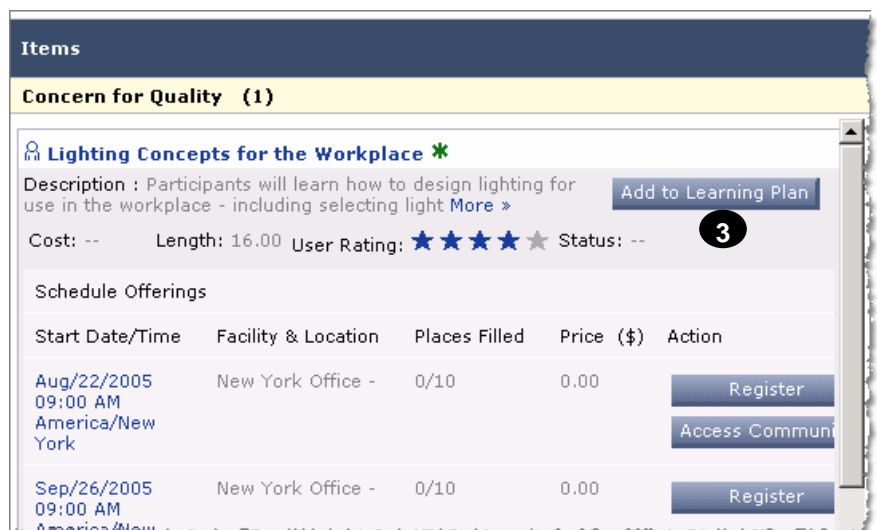 Items
Concern for Quality (1)
Lighting Concepts for the Workplace *
Description : Participants will learn how to design lighting for
use in the workplace - including selecting light More »
Add to Learning Plan
3
Cost: -- Length: 16.00 User Rating: Status: --
Schedule Offerings
Start Date/Time Facility & Location Places Filled Price ($) Action
Aug/22/2005
09:00 AM
America/New
York
New York Office - 0/10 0.00 Register
Access Communi
Sep/26/2005
09:00 AM
America/New
New York Office - 0/10 0.00 Register